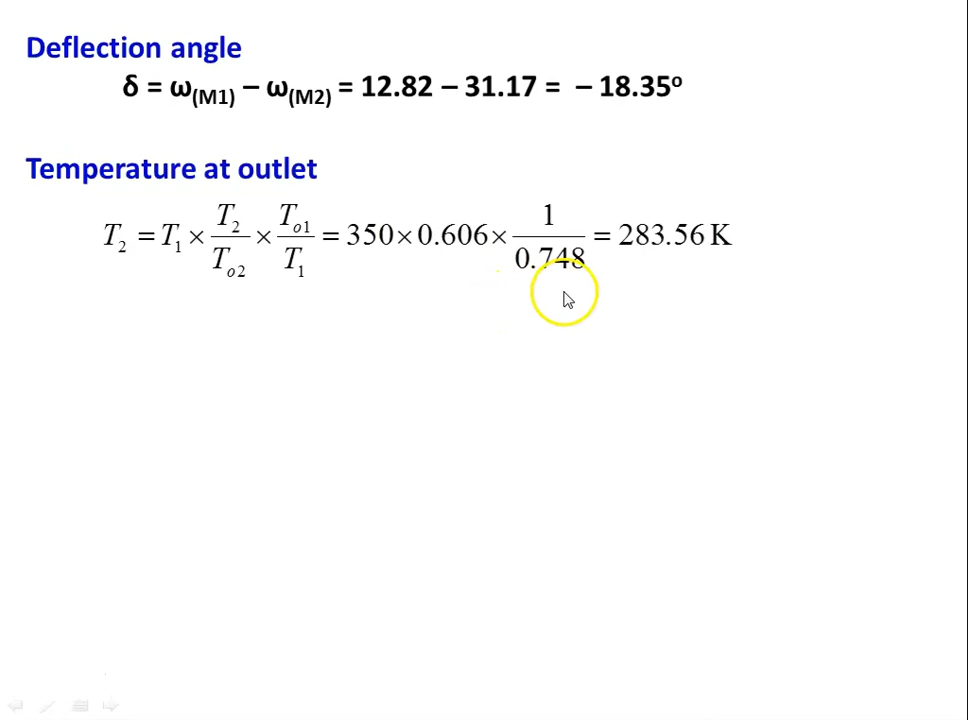 Deflection angle
δ = ω(M1) – ω(M2) = 12.82 – 31.17 = – 18.35º
Temperature at outlet
T₂ = T₁ × T₂/Tₒ₂ × Tₒ₁/T₁ = 350 × 0.606 × 1/0.748 = 283.56 K